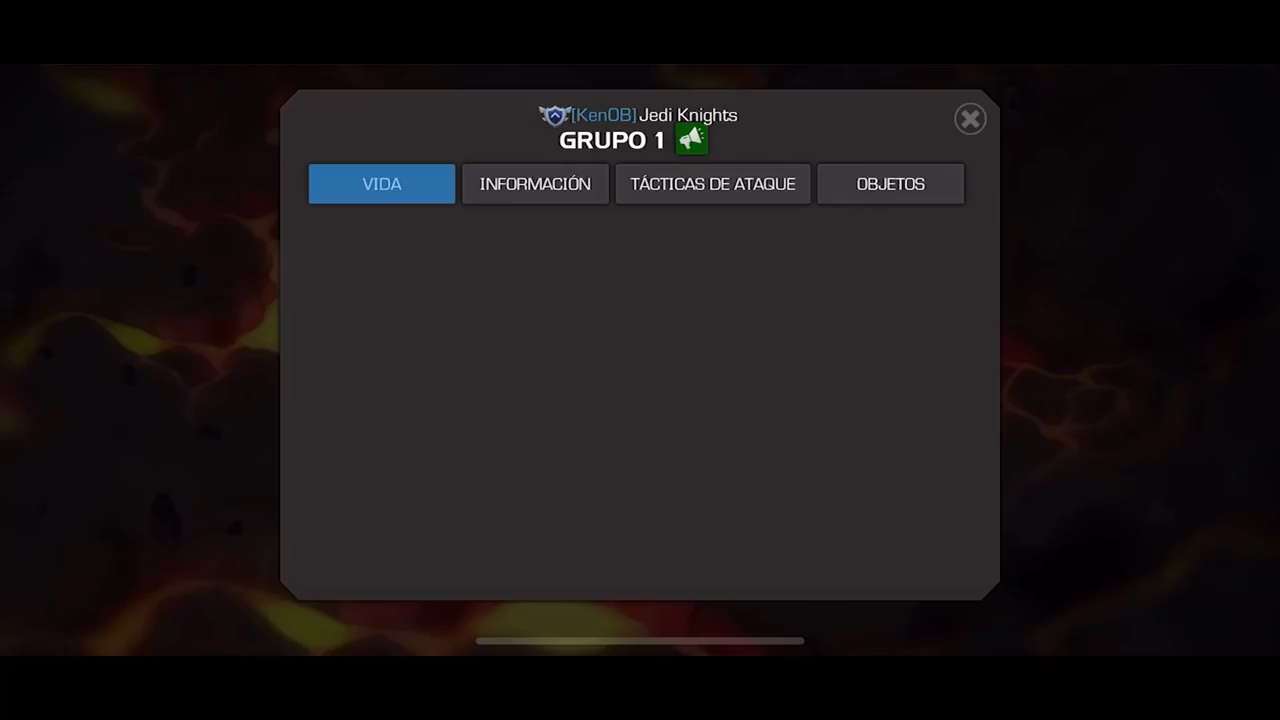 [KenOB] Jedi Knights
GRUPO 1
VIDA
INFORMACIÓN
TÁCTICAS DE ATAQUE
OBJETOS